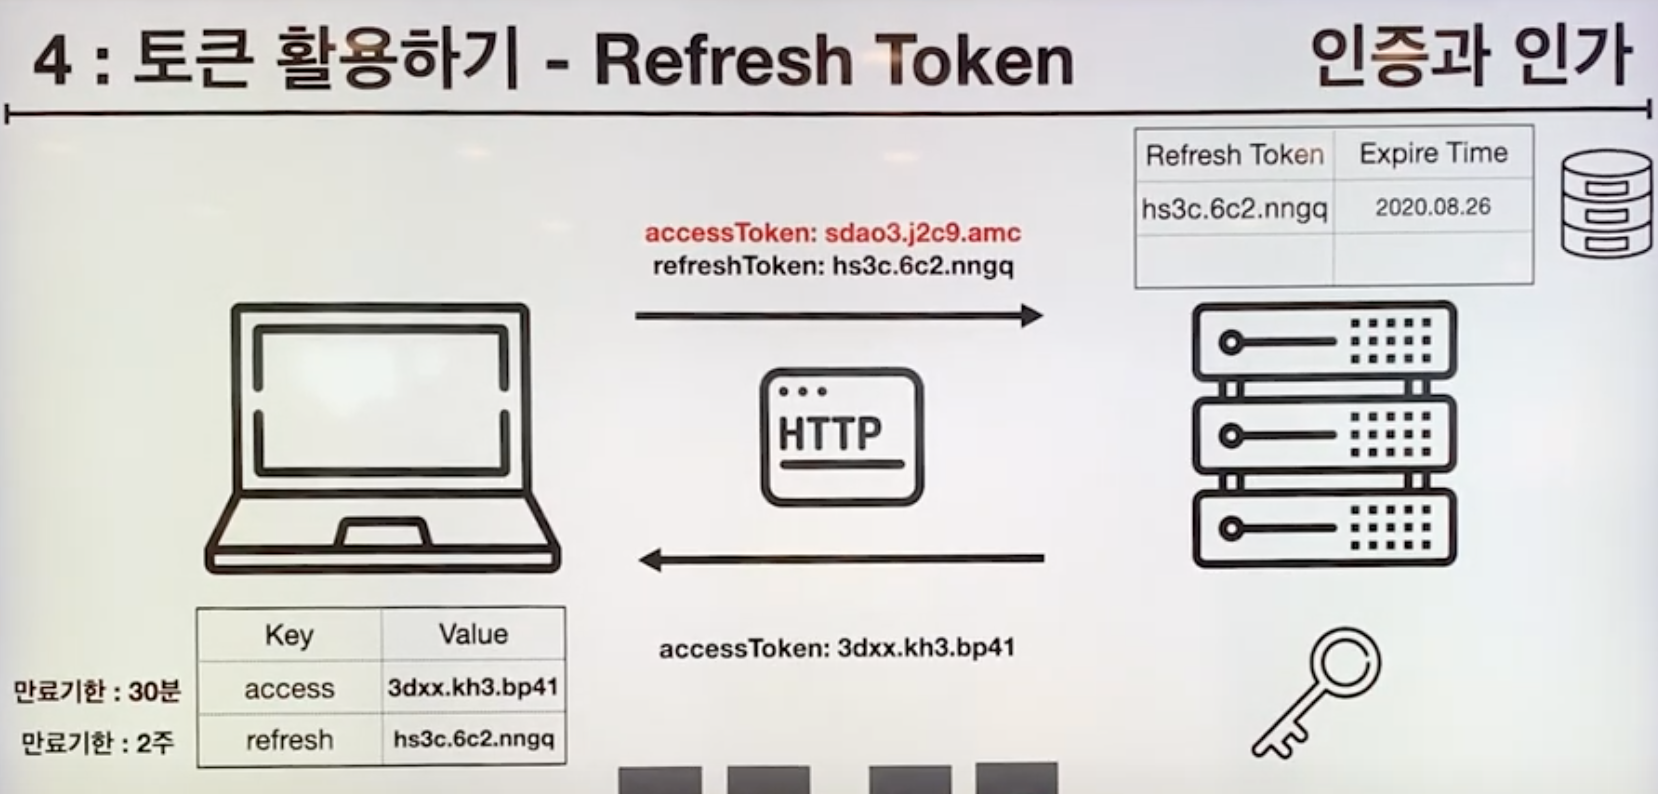 4 : 토큰 활용하기 - Refresh Token
인증과 인가
Refresh Token Expire Time
hs3c.6c2.nngq 2020.08.26
accessToken: sdao3.j2c9.amc
refreshToken: hs3c.6c2.nngq
HTTP
accessToken: 3dxx.kh3.bp41
Key Value
만료기한 : 30분 access 3dxx.kh3.bp41
만료기한 : 2주 refresh hs3c.6c2.nngq